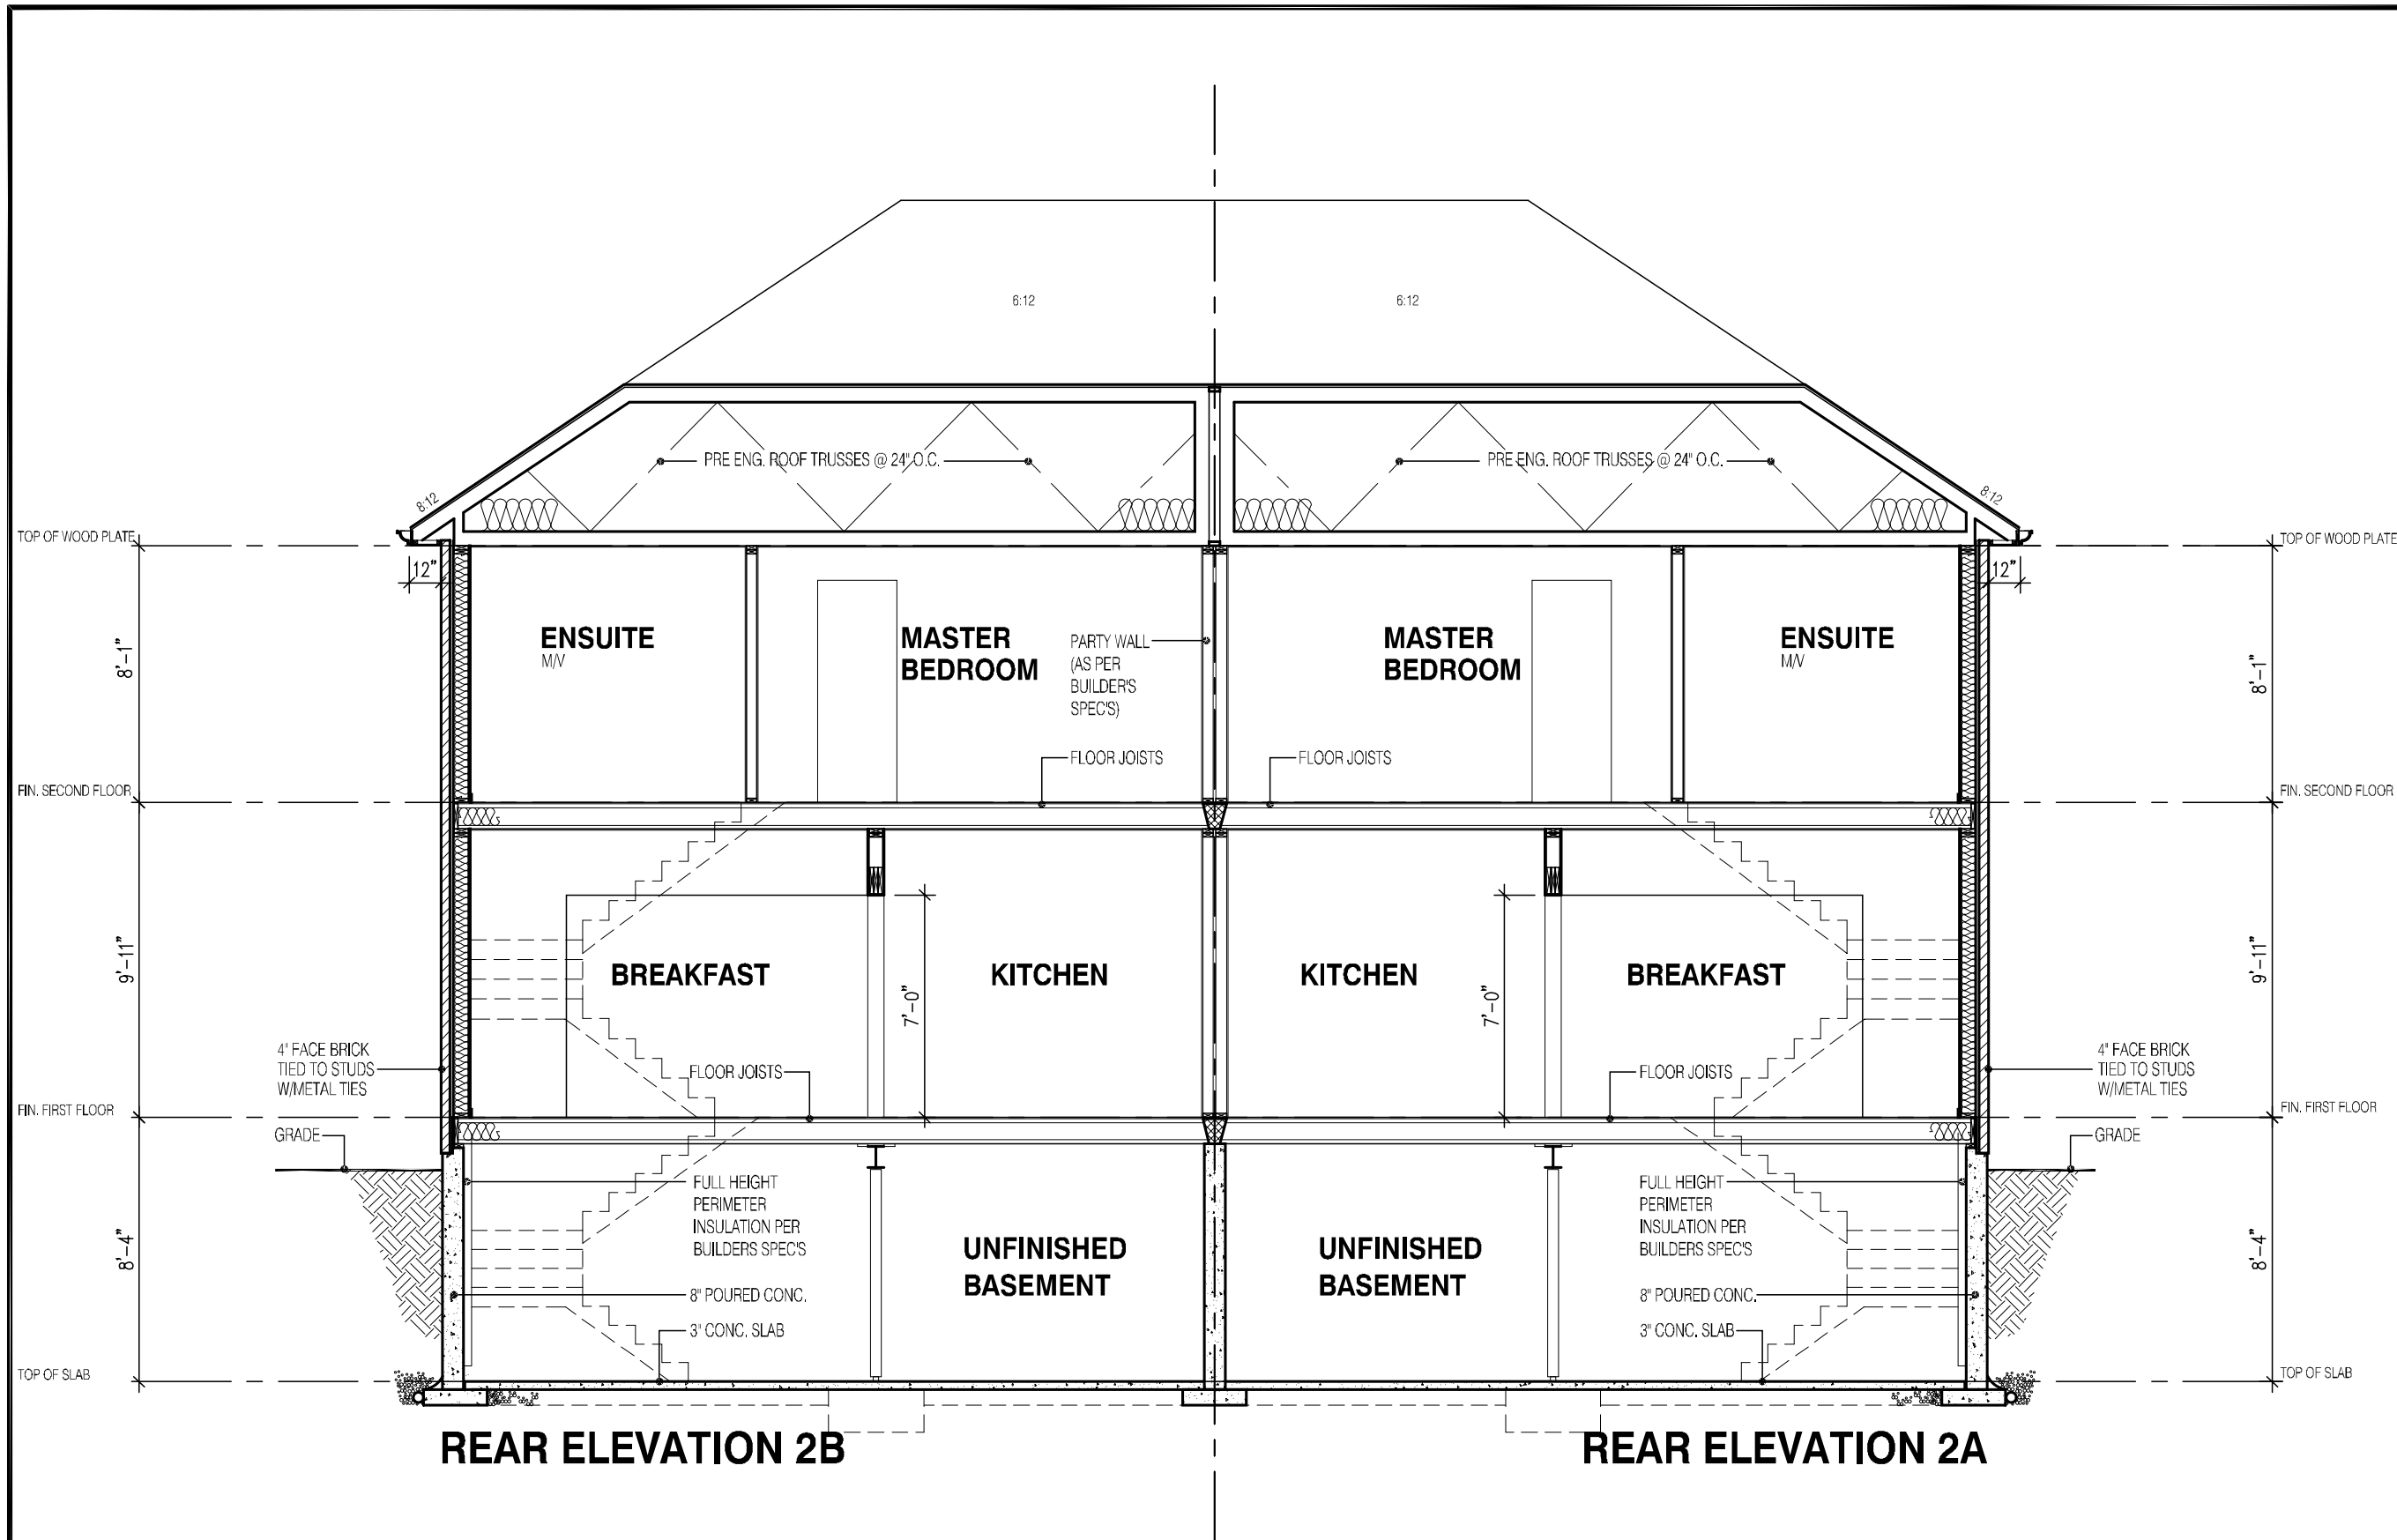 6:12
6:12
PRE ENG. ROOF TRUSSES @ 24" O.C.
PRE ENG. ROOF TRUSSES @ 24" O.C.
8:12
8:12
TOP OF WOOD PLATE
TOP OF WOOD PLATE
12"
12"
8'-1"
ENSUITE
M/V
MASTER
BEDROOM
PARTY WALL
(AS PER
BUILDER'S
SPEC'S)
MASTER
BEDROOM
ENSUITE
M/V
8'-1"
FLOOR JOISTS
FLOOR JOISTS
FIN. SECOND FLOOR
FIN. SECOND FLOOR
9'-11"
BREAKFAST
7'-0"
KITCHEN
KITCHEN
7'-0"
BREAKFAST
9'-11"
4" FACE BRICK
TIED TO STUDS
W/METAL TIES
FLOOR JOISTS
FLOOR JOISTS
4" FACE BRICK
TIED TO STUDS
W/METAL TIES
FIN. FIRST FLOOR
FIN. FIRST FLOOR
GRADE
GRADE
8'-4"
FULL HEIGHT
PERIMETER
INSULATION PER
BUILDERS SPEC'S
UNFINISHED
BASEMENT
UNFINISHED
BASEMENT
FULL HEIGHT
PERIMETER
INSULATION PER
BUILDERS SPEC'S
8'-4"
8" POURED CONC.
8" POURED CONC.
3" CONC. SLAB
3" CONC. SLAB
TOP OF SLAB
TOP OF SLAB
REAR ELEVATION 2B
REAR ELEVATION 2A